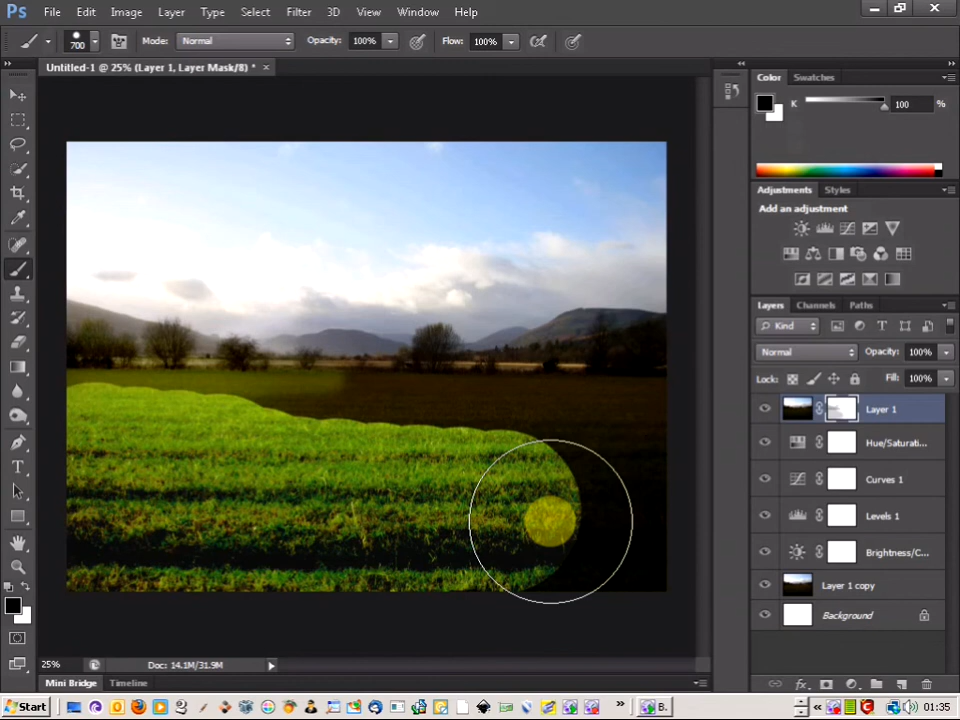 Ps File Edit Image Layer Type Select Filter 3D View Window Help
700 Mode: Normal Opacity: 100% Flow: 100%
Untitled-1 @ 25% (Layer 1, Layer Mask/8) * ×
Color Swatches
K 100 %
Adjustments Styles
Add an adjustment
Layers Channels Paths
Kind
Normal Opacity: 100%
Lock: Fill: 100%
Layer 1
Hue/Saturati...
Curves 1
Levels 1
Brightness/C...
Layer 1 copy
Background
25% Doc: 14.1M/31.9M
Mini Bridge Timeline
Start B. 01:35